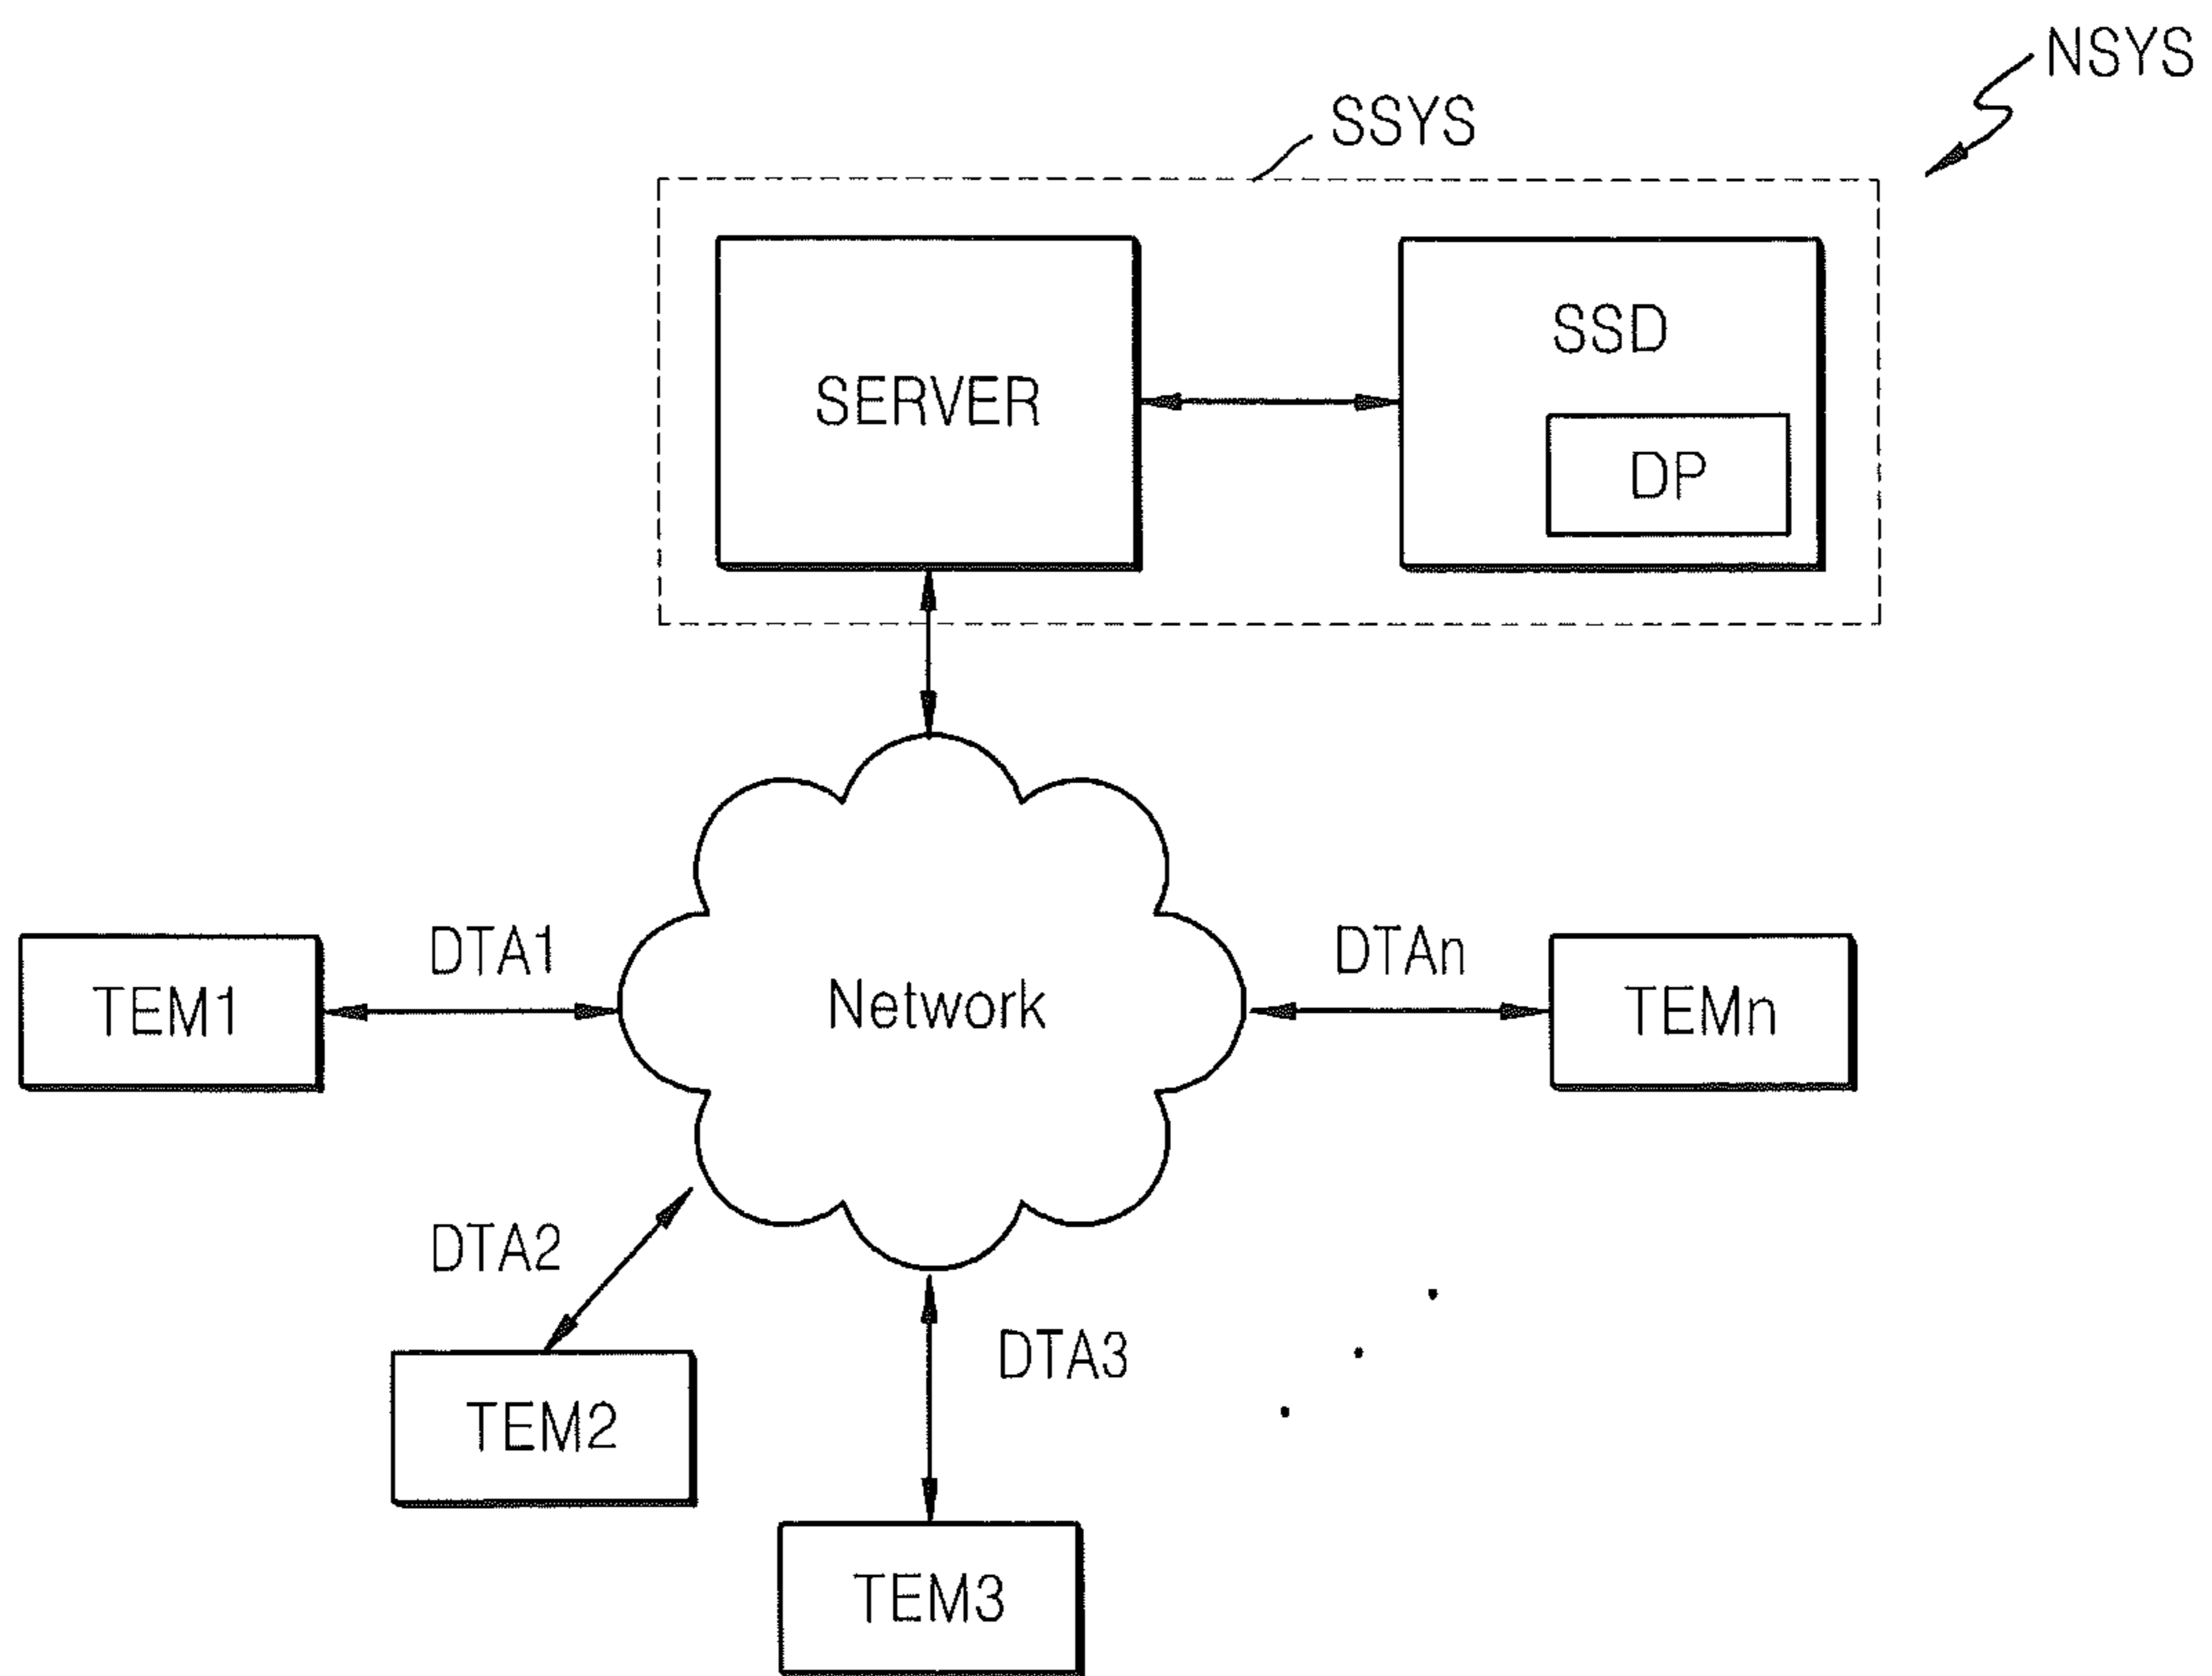 NSYS
SSYS
SERVER
SSD
DP
DTA1
DTAn
TEM1
Network
TEMn
DTA2
DTA3
TEM2
TEM3